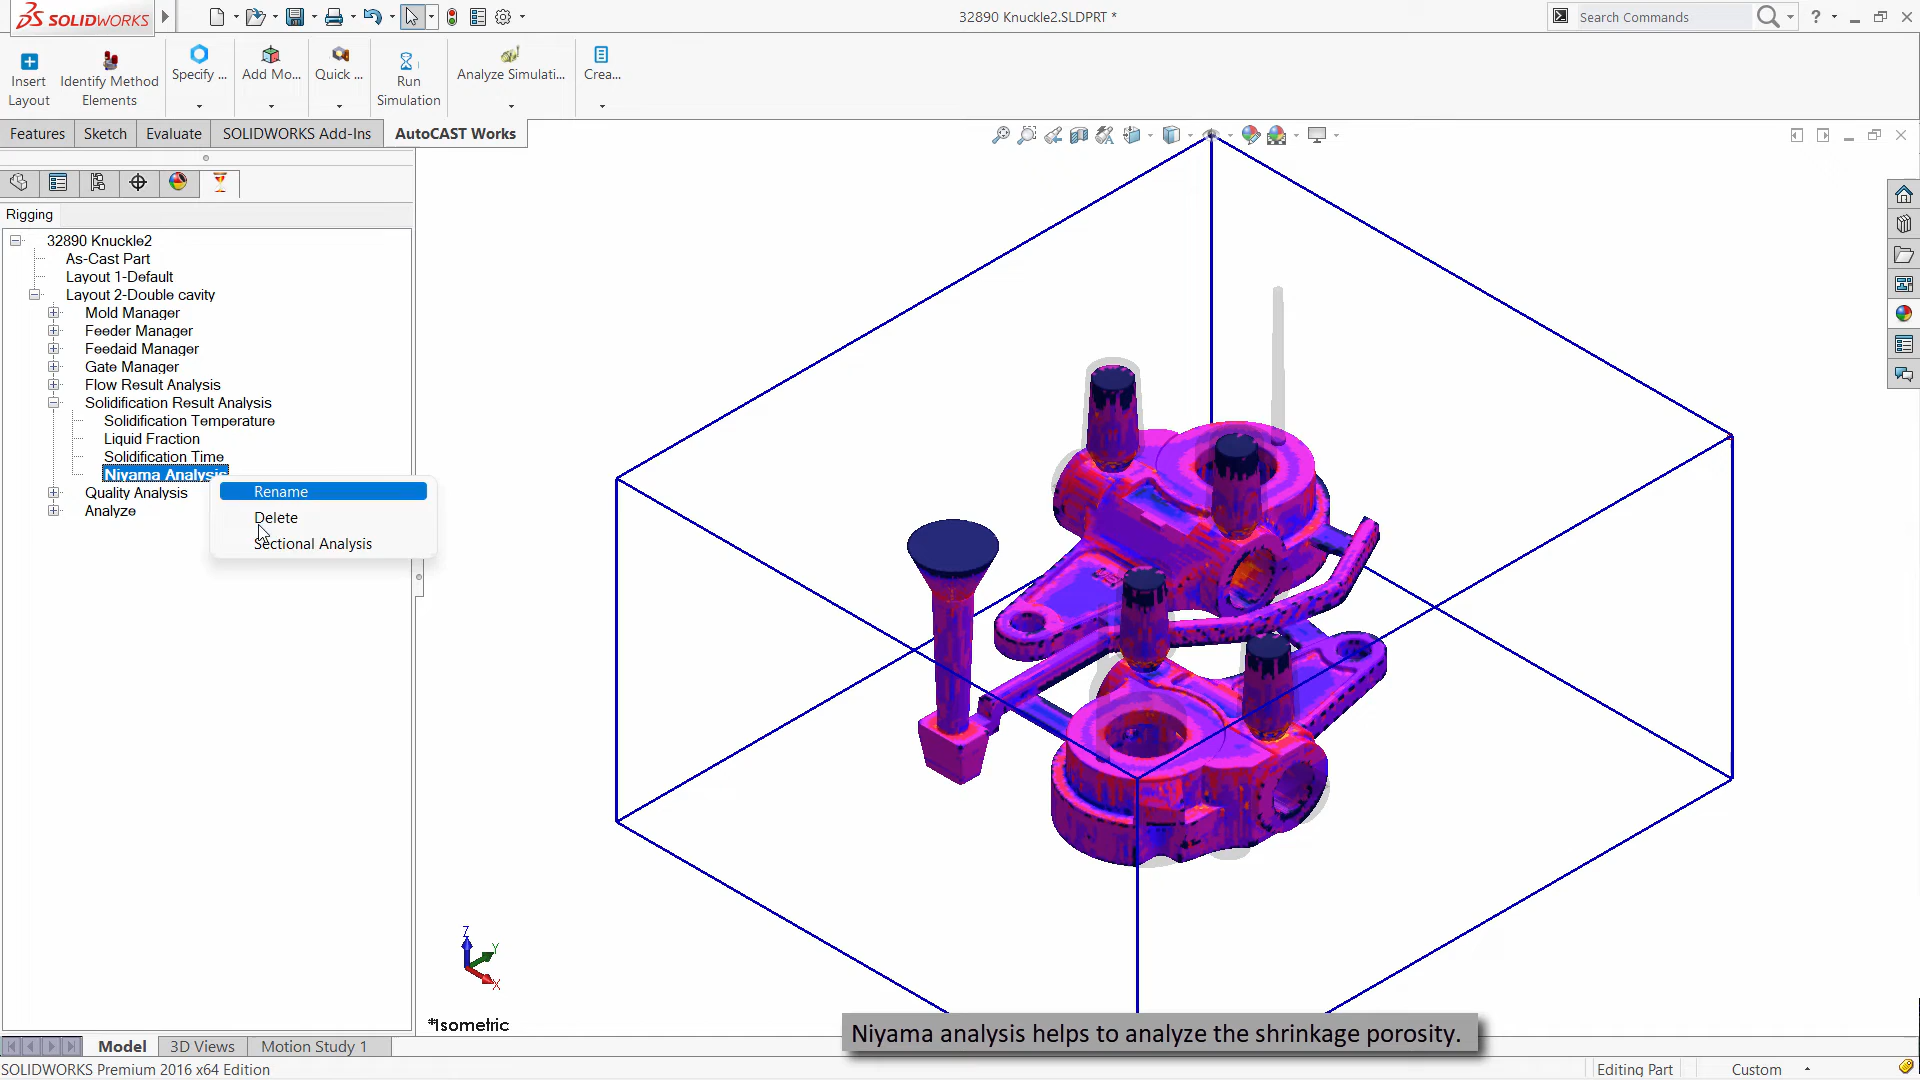 SOLIDWORKS
32890 Knuckle2.SLDPRT *
Search Commands
?
Insert Layout
Identify Method Elements
Specify ...
Add Mo...
Quick ...
Run Simulation
Analyze Simulati...
Crea...
Features
Sketch
Evaluate
SOLIDWORKS Add-Ins
AutoCAST Works
Rigging
32890 Knuckle2
As-Cast Part
Layout 1-Default
Layout 2-Double cavity
Mold Manager
Feeder Manager
Feedaid Manager
Gate Manager
Flow Result Analysis
Solidification Result Analysis
Solidification Temperature
Liquid Fraction
Solidification Time
Niyama Analysis
Quality Analysis
Analyze
Rename
Delete
Sectional Analysis
Z
Y
X
*Isometric
Niyama analysis helps to analyze the shrinkage porosity.
Model
3D Views
Motion Study 1
SOLIDWORKS Premium 2016 x64 Edition
Editing Part
Custom